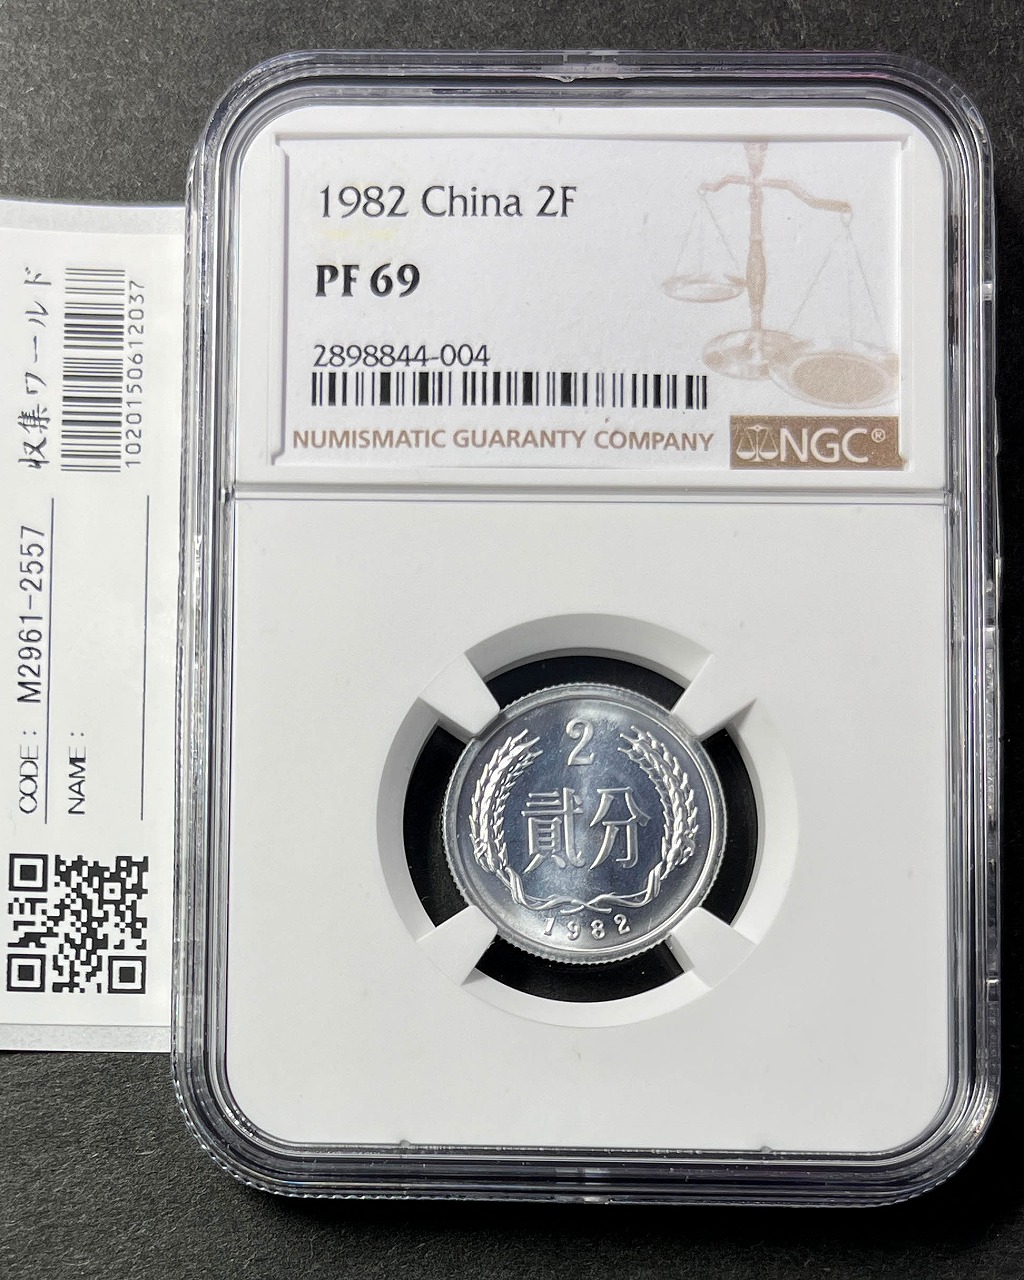 1982 China 2F
PF 69
2898844-004
NUMISMATIC GUARANTY COMPANY
NGC®
2
貳分
1982
収集ワールド
1020150612037
CODE: M2961-2557
NAME: